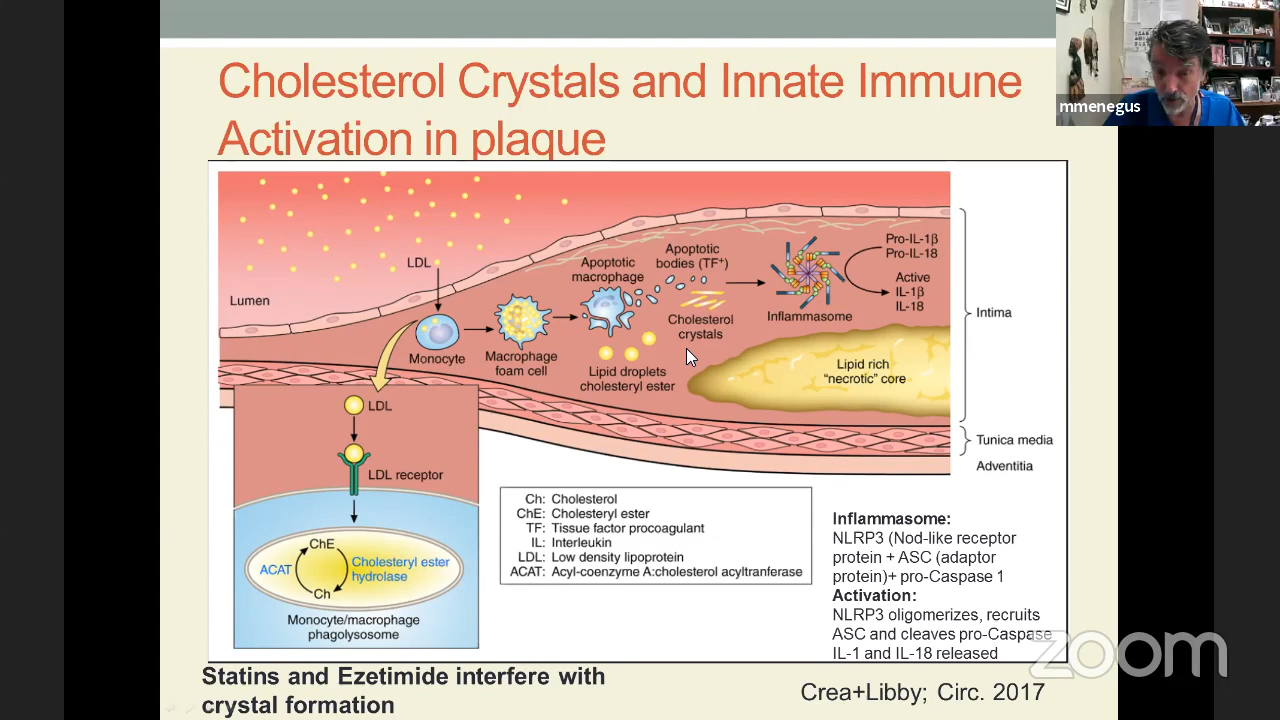 Cholesterol Crystals and Innate Immune
Activation in plaque
mmenegus
LDL
Lumen
Monocyte
Macrophage
foam cell
Apoptotic
macrophage
Apoptotic
bodies (TF⁺)
Cholesterol
crystals
Lipid droplets
cholesteryl ester
Inflammasome
Pro-IL-1β
Pro-IL-18
Active
IL-1β
IL-18
Intima
Lipid rich
“necrotic” core
Tunica media
Adventitia
LDL
LDL receptor
ChE
ACAT
Cholesteryl ester
hydrolase
Ch
Monocyte/macrophage
phagolysosome
Ch: Cholesterol
ChE: Cholesteryl ester
TF: Tissue factor procoagulant
IL: Interleukin
LDL: Low density lipoprotein
ACAT: Acyl-coenzyme A:cholesterol acyltranferase
Inflammasome:
NLRP3 (Nod-like receptor
protein + ASC (adaptor
protein)+ pro-Caspase 1
Activation:
NLRP3 oligomerizes, recruits
ASC and cleaves pro-Caspase
IL-1 and IL-18 released
zoom
Statins and Ezetimide interfere with
crystal formation
Crea+Libby; Circ. 2017